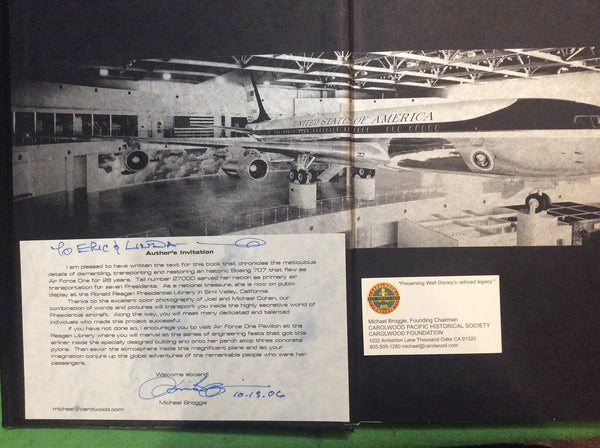 UNITED STATES OF AMERICA
To ERIC & LINDA
Author's Invitation
I am pleased to have written the text for this book that chronicles the meticulous
details of dismantling, transporting and restoring an historic Boeing 707 that flew as
Air Force One for 28 years. Tail number 27000 served her nation as primary air
transportation for seven Presidents. As a national treasure, she is now on public
display at the Ronald Reagan Presidential Library in Simi Valley, California.
Thanks to the excellent color photography of Joel and Michael Cohen, our
combination of words and pictures will transport you inside the highly secretive world of
Presidential aircraft. Along the way, you will meet many dedicated and talented
individuals who made this project successful...
If you have not done so, I encourage you to visit Air Force One Pavilion at the
Reagan Library where you will marvel at the series of engineering feats that got this
airliner inside the specially designed building and onto her perch atop three concrete
pylons. Then savor the atmosphere inside this magnificent plane and let your
imagination conjure up the global adventures of the remarkable people who were her
passengers.
Welcome aboard!
10.18.06
Michael Broggie
michael@carolwood.com
"Preserving Walt Disney's railroad legacy."
Michael Broggie, Founding Chairman
CAROLWOOD PACIFIC HISTORICAL SOCIETY
CAROLWOOD FOUNDATION
1032 Amberton Lane Thousand Oaks CA 91320
805-509-1280 michael@carolwood.com